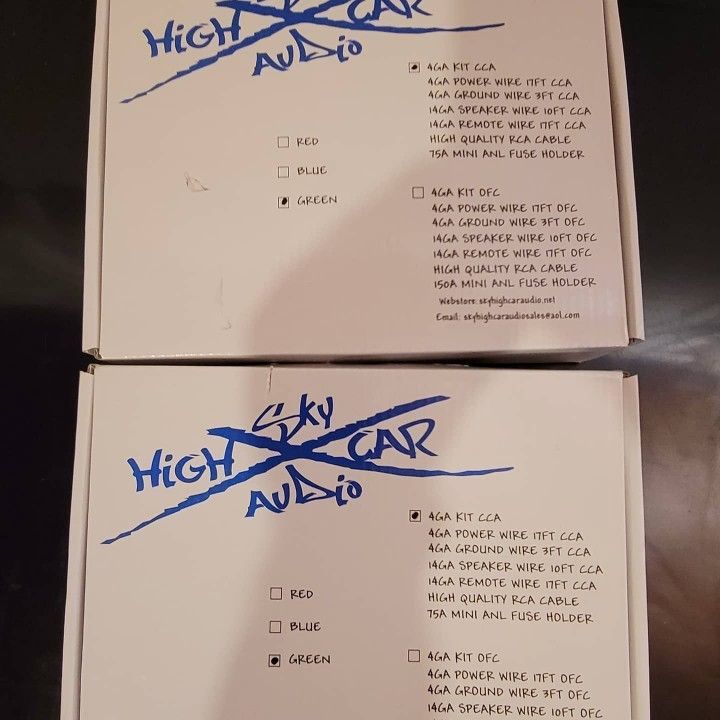 HIGH CAR
AUDIO
4GA KIT CCA
4GA POWER WIRE 17FT CCA
4GA GROUND WIRE 3FT CCA
14GA SPEAKER WIRE 10FT CCA
14GA REMOTE WIRE 17FT CCA
HIGH QUALITY RCA CABLE
75A MINI ANL FUSE HOLDER
RED
BLUE
GREEN
4GA KIT OFC
4GA POWER WIRE 17FT OFC
4GA GROUND WIRE 3FT OFC
14GA SPEAKER WIRE 10FT OFC
14GA REMOTE WIRE 17FT OFC
HIGH QUALITY RCA CABLE
150A MINI ANL FUSE HOLDER
Webstore: skyhighcaraudio.net
Email: skyhighcaraudiosales@aol.com
SKY
HIGH CAR
AUDIO
4GA KIT CCA
4GA POWER WIRE 17FT CCA
4GA GROUND WIRE 3FT CCA
14GA SPEAKER WIRE 10FT CCA
14GA REMOTE WIRE 17FT CCA
HIGH QUALITY RCA CABLE
75A MINI ANL FUSE HOLDER
RED
BLUE
GREEN
4GA KIT OFC
4GA POWER WIRE 17FT OFC
4GA GROUND WIRE 3FT OFC
14GA SPEAKER WIRE 10FT OFC